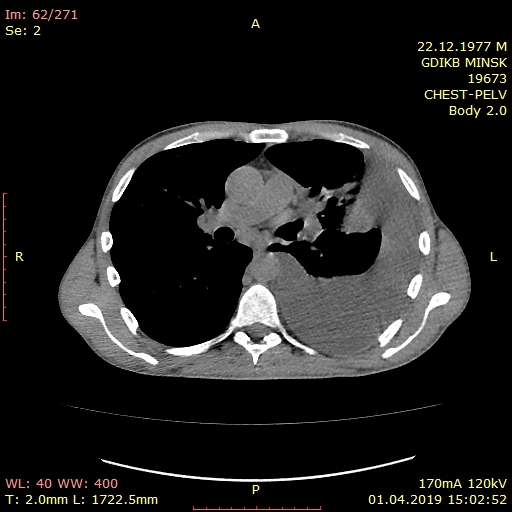 Im: 62/271
Se: 2
A
22.12.1977 M
GDIKB MINSK
19673
CHEST-PELV
Body 2.0
R
L
WL: 40 WW: 400
T: 2.0mm L: 1722.5mm
P
170mA 120kV
01.04.2019 15:02:52